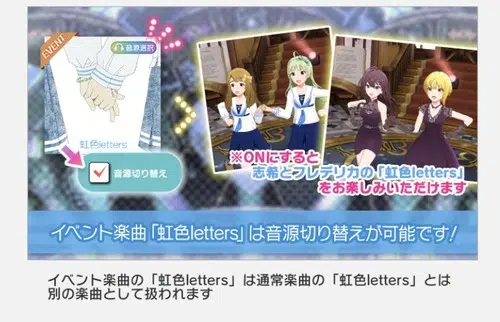 EVENT
音源選択
虹色letters
音源切り替え
※ONにすると
志希とフレデリカの「虹色letters」
をお楽しみいただけます
イベント楽曲「虹色letters」は音源切り替えが可能です!
イベント楽曲の「虹色letters」は通常楽曲の「虹色letters」とは
別の楽曲として扱われます